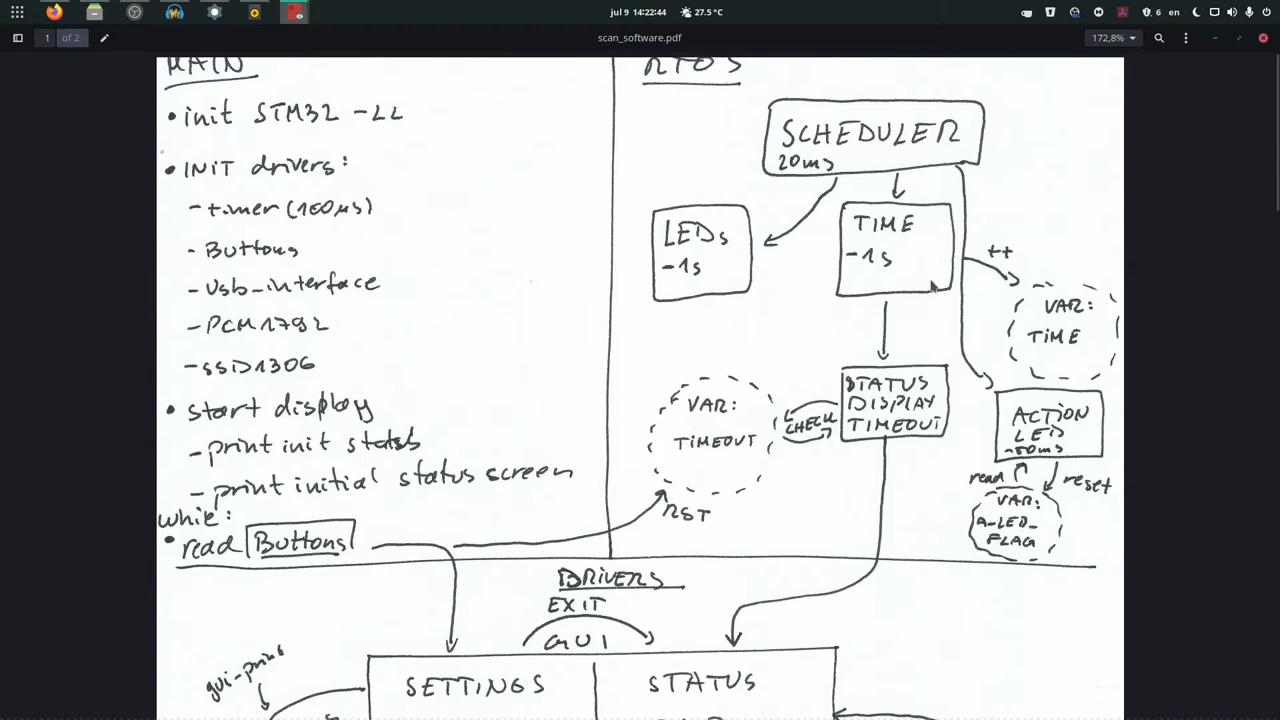 jul 9 14:22:44
27.5 °C
6 en
1 of 2
scan_software.pdf
172,8%
MAIN
• init STM32 -LL
• INIT drivers:
- timer (100µs)
- Buttons
- Usb-interface
- PCM1792
- SSD1306
• start display
- print init status
- print initial status screen
while:
• read Buttons
RTOS
SCHEDULER
20ms
LEDs
-1s
TIME
-1s
++
VAR:
TIME
STATUS
DISPLAY
TIMEOUT
CHECK
VAR:
TIMEOUT
RST
ACTION
LED
read
reset
VAR:
A-LED-
FLAG
DRIVERS
EXIT
GUI
gui-print
SETTINGS
STATUS